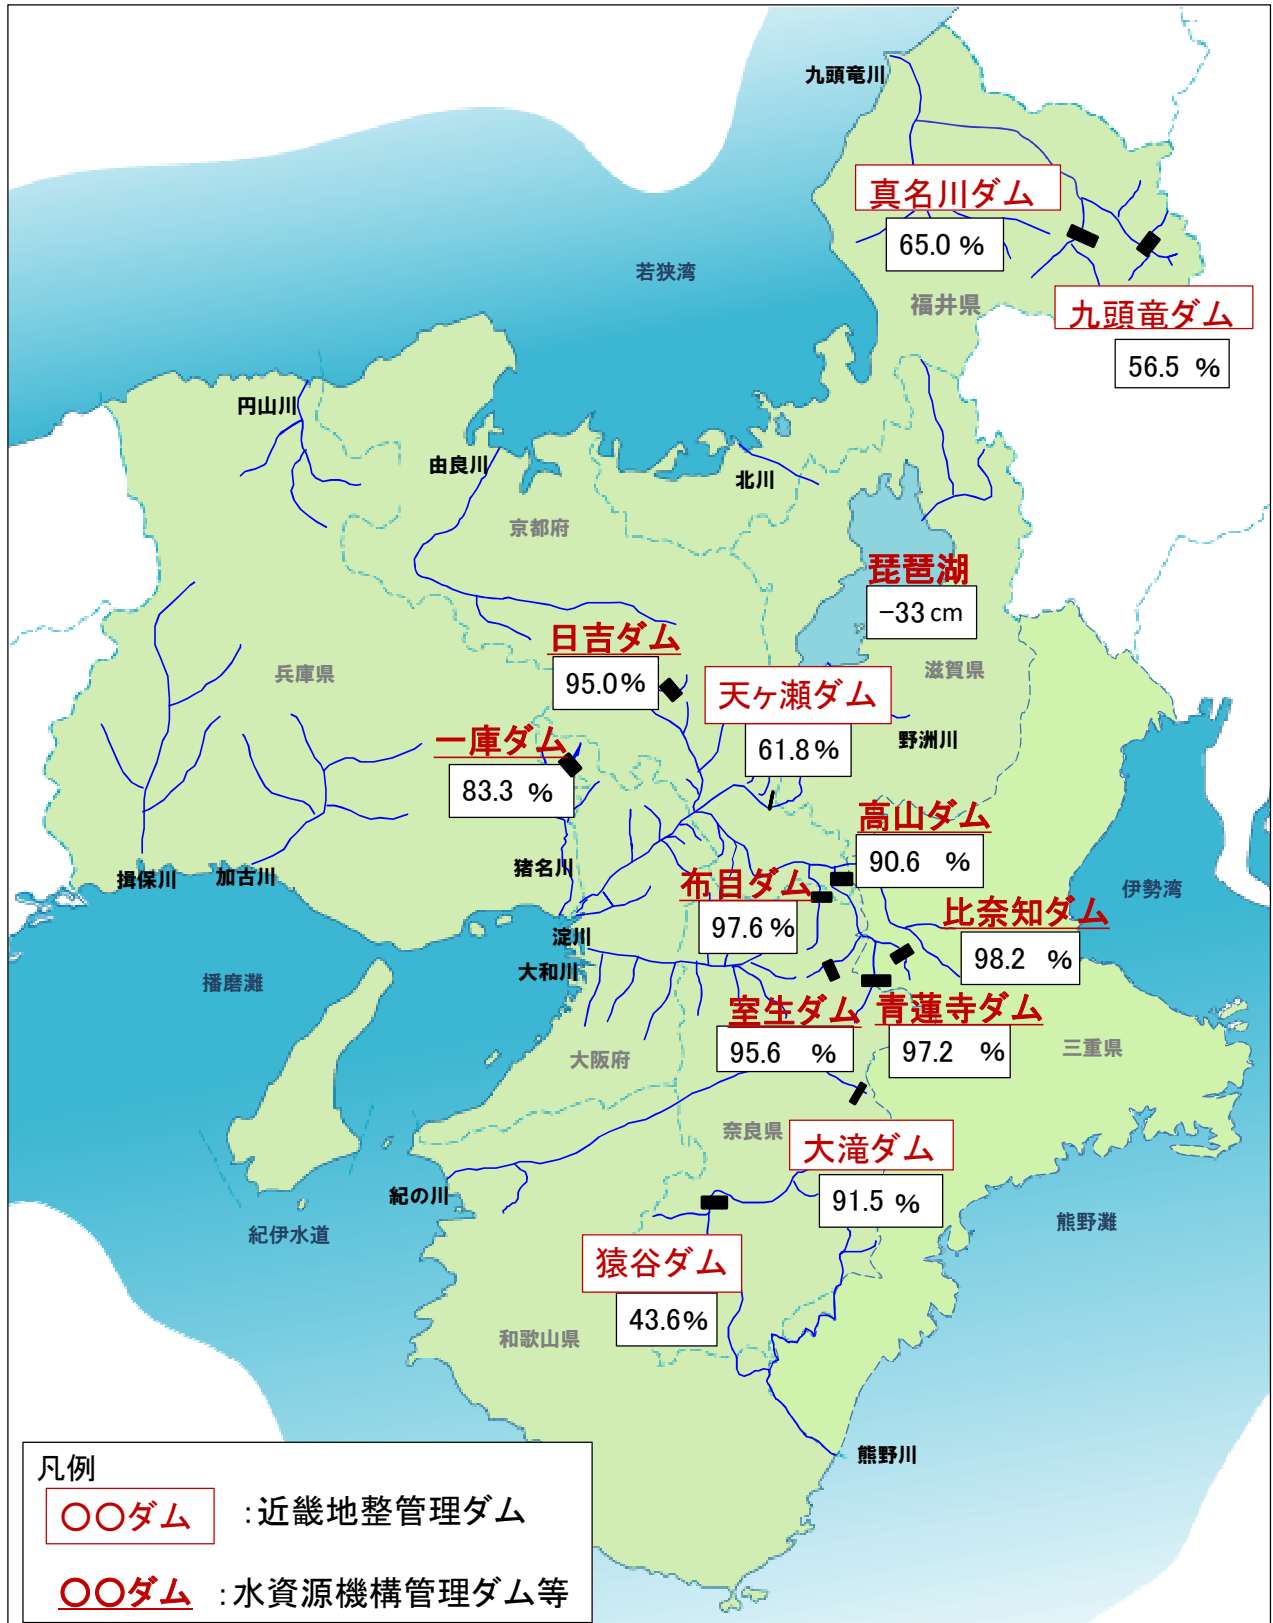 九頭竜川
真名川ダム
65.0 %
若狭湾
福井県
九頭竜ダム
56.5 %
円山川
由良川
北川
京都府
琵琶湖
-33 cm
日吉ダム
95.0%
兵庫県
滋賀県
天ヶ瀬ダム
61.8%
野洲川
一庫ダム
83.3 %
高山ダム
90.6 %
猪名川
揖保川
加古川
布目ダム
97.6%
伊勢湾
比奈知ダム
98.2 %
淀川
大和川
播磨灘
室生ダム
95.6 %
青蓮寺ダム
97.2 %
大阪府
三重県
奈良県
大滝ダム
91.5 %
紀の川
紀伊水道
熊野灘
猿谷ダム
43.6%
和歌山県
熊野川
凡例
〇〇ダム :近畿地整管理ダム
〇〇ダム :水資源機構管理ダム等